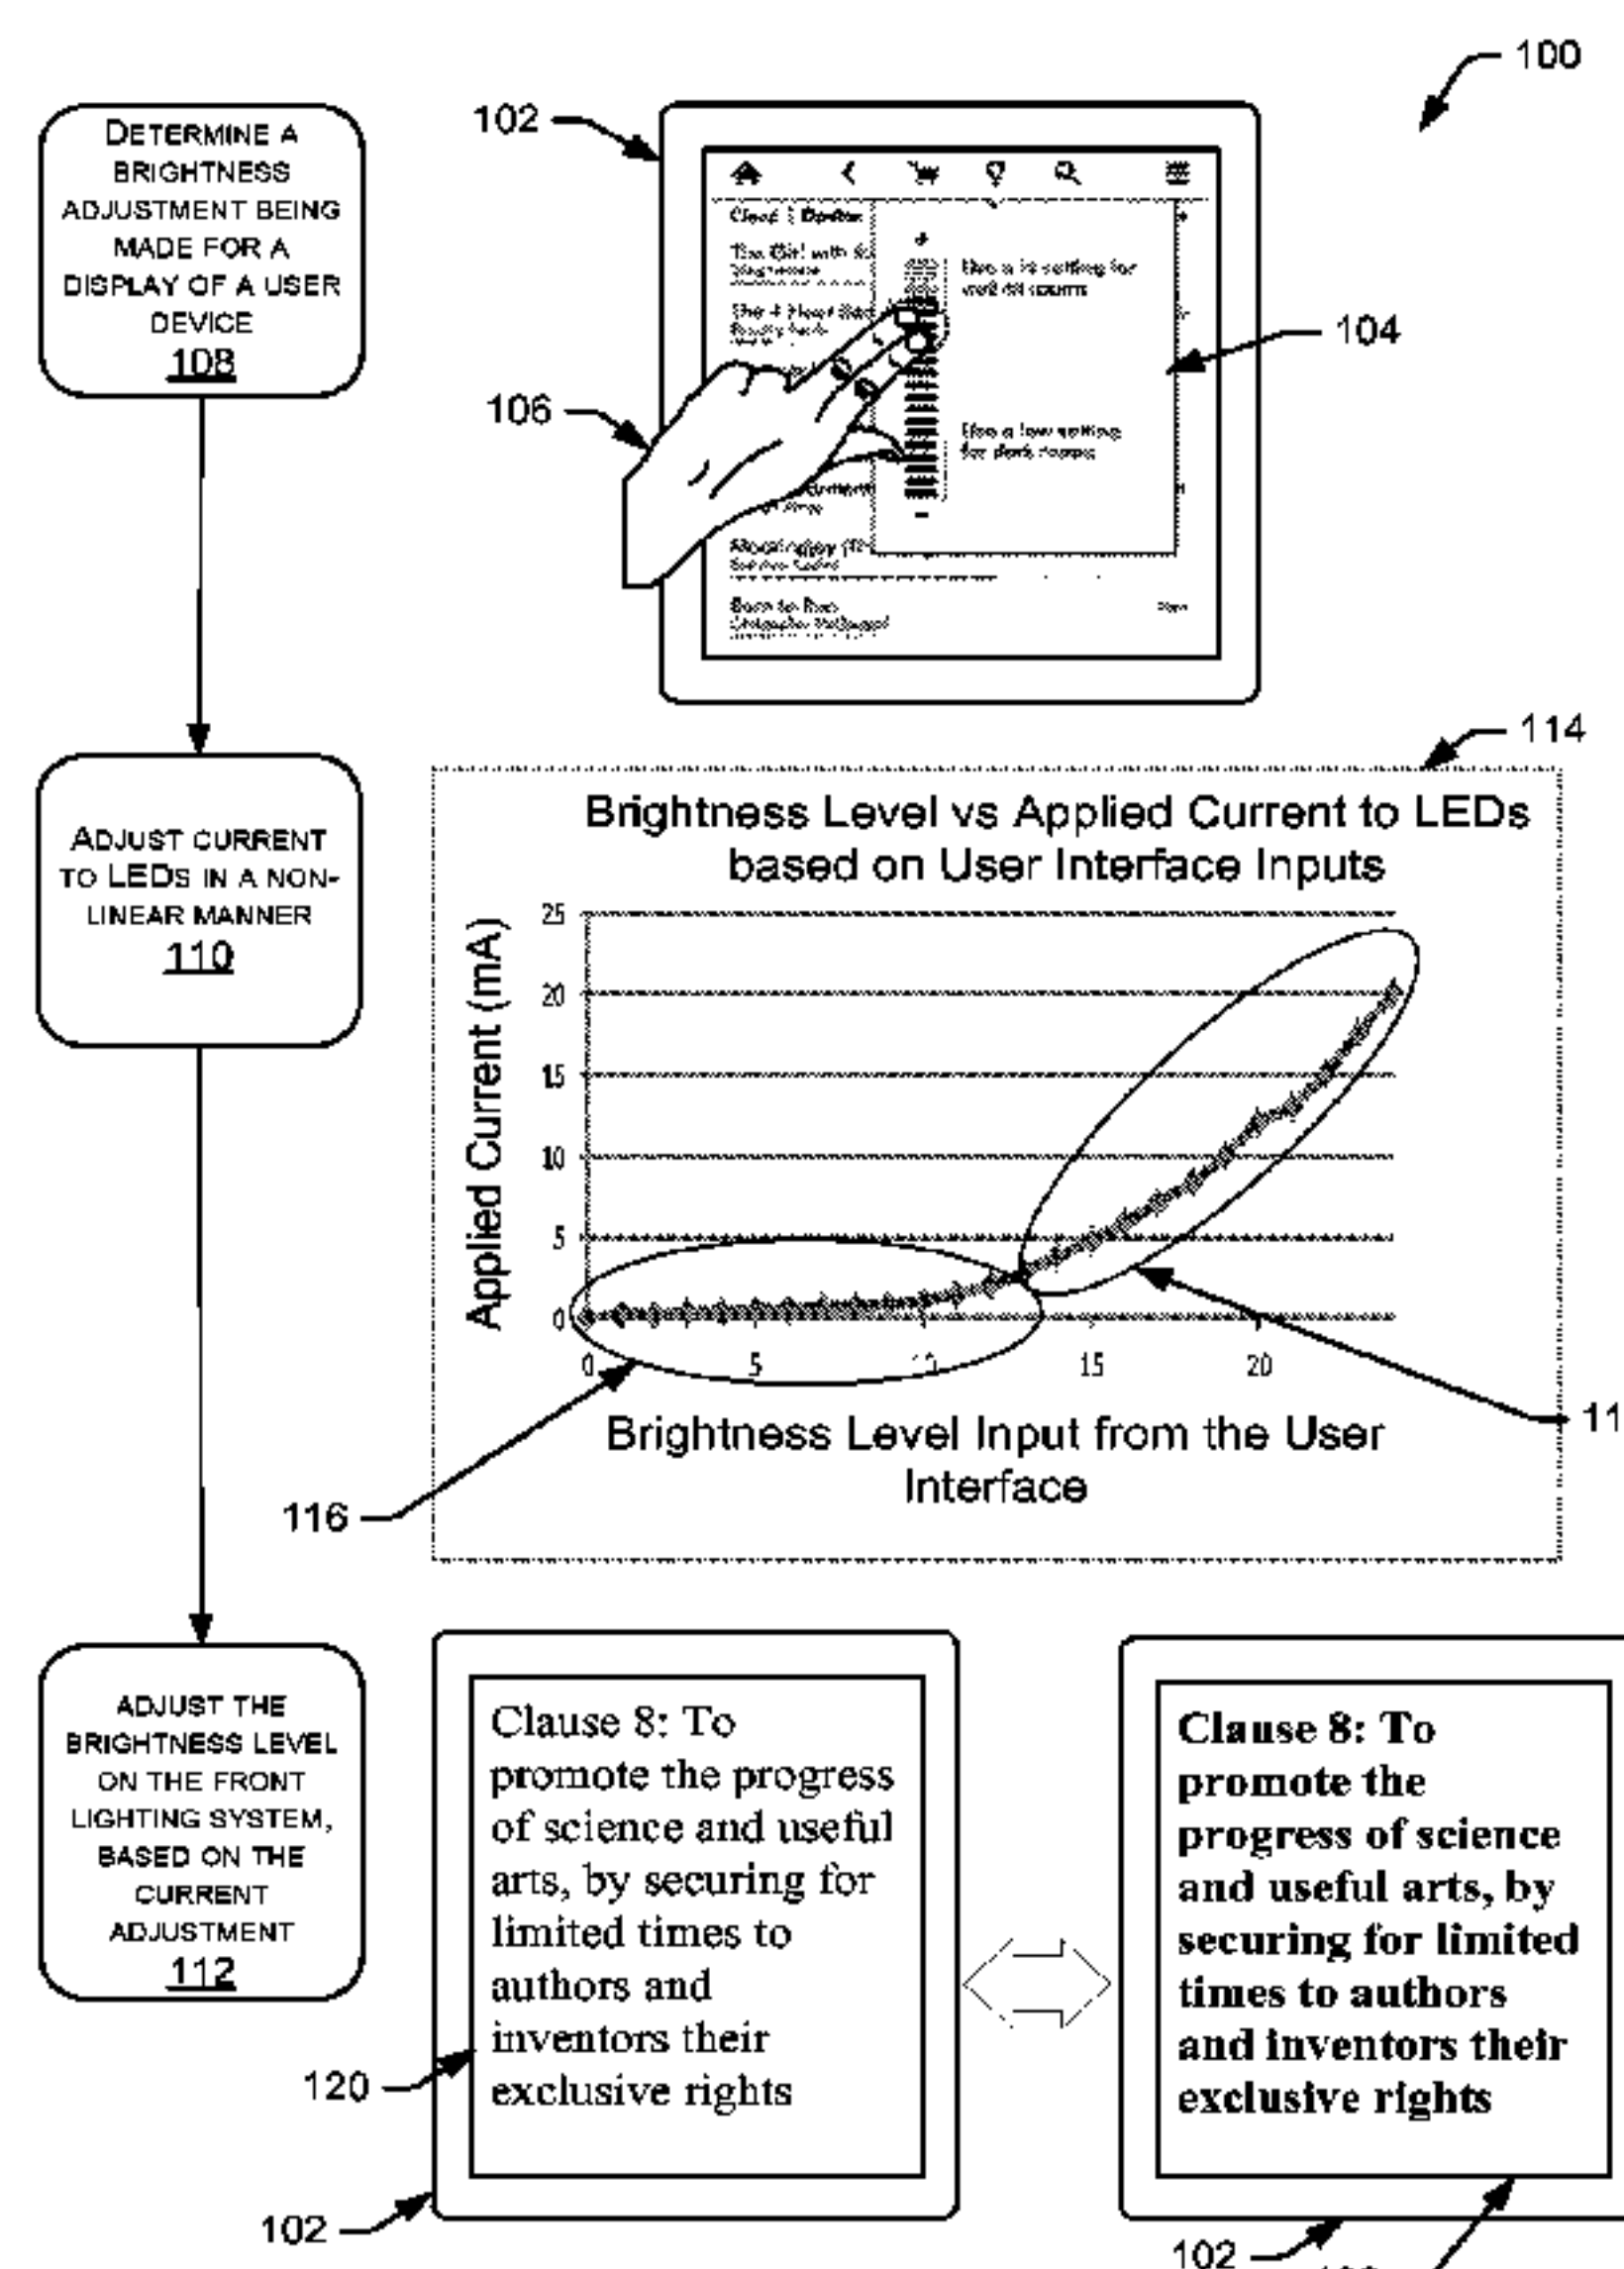 100
102
DETERMINE A
BRIGHTNESS
ADJUSTMENT BEING
MADE FOR A
DISPLAY OF A USER
DEVICE
108
104
106
Use a low setting
for dark rooms
Born to Run
114
ADJUST CURRENT
TO LEDS IN A NON-
LINEAR MANNER
110
Brightness Level vs Applied Current to LEDs
based on User Interface Inputs
Applied Current (mA)
25
20
15
10
5
0
0
5
15
20
Brightness Level Input from the User
Interface
11
116
ADJUST THE
BRIGHTNESS LEVEL
ON THE FRONT
LIGHTING SYSTEM,
BASED ON THE
CURRENT
ADJUSTMENT
112
Clause 8: To
promote the progress
of science and useful
arts, by securing for
limited times to
authors and
inventors their
exclusive rights
120
102
Clause 8: To
promote the
progress of science
and useful arts, by
securing for limited
times to authors
and inventors their
exclusive rights
102